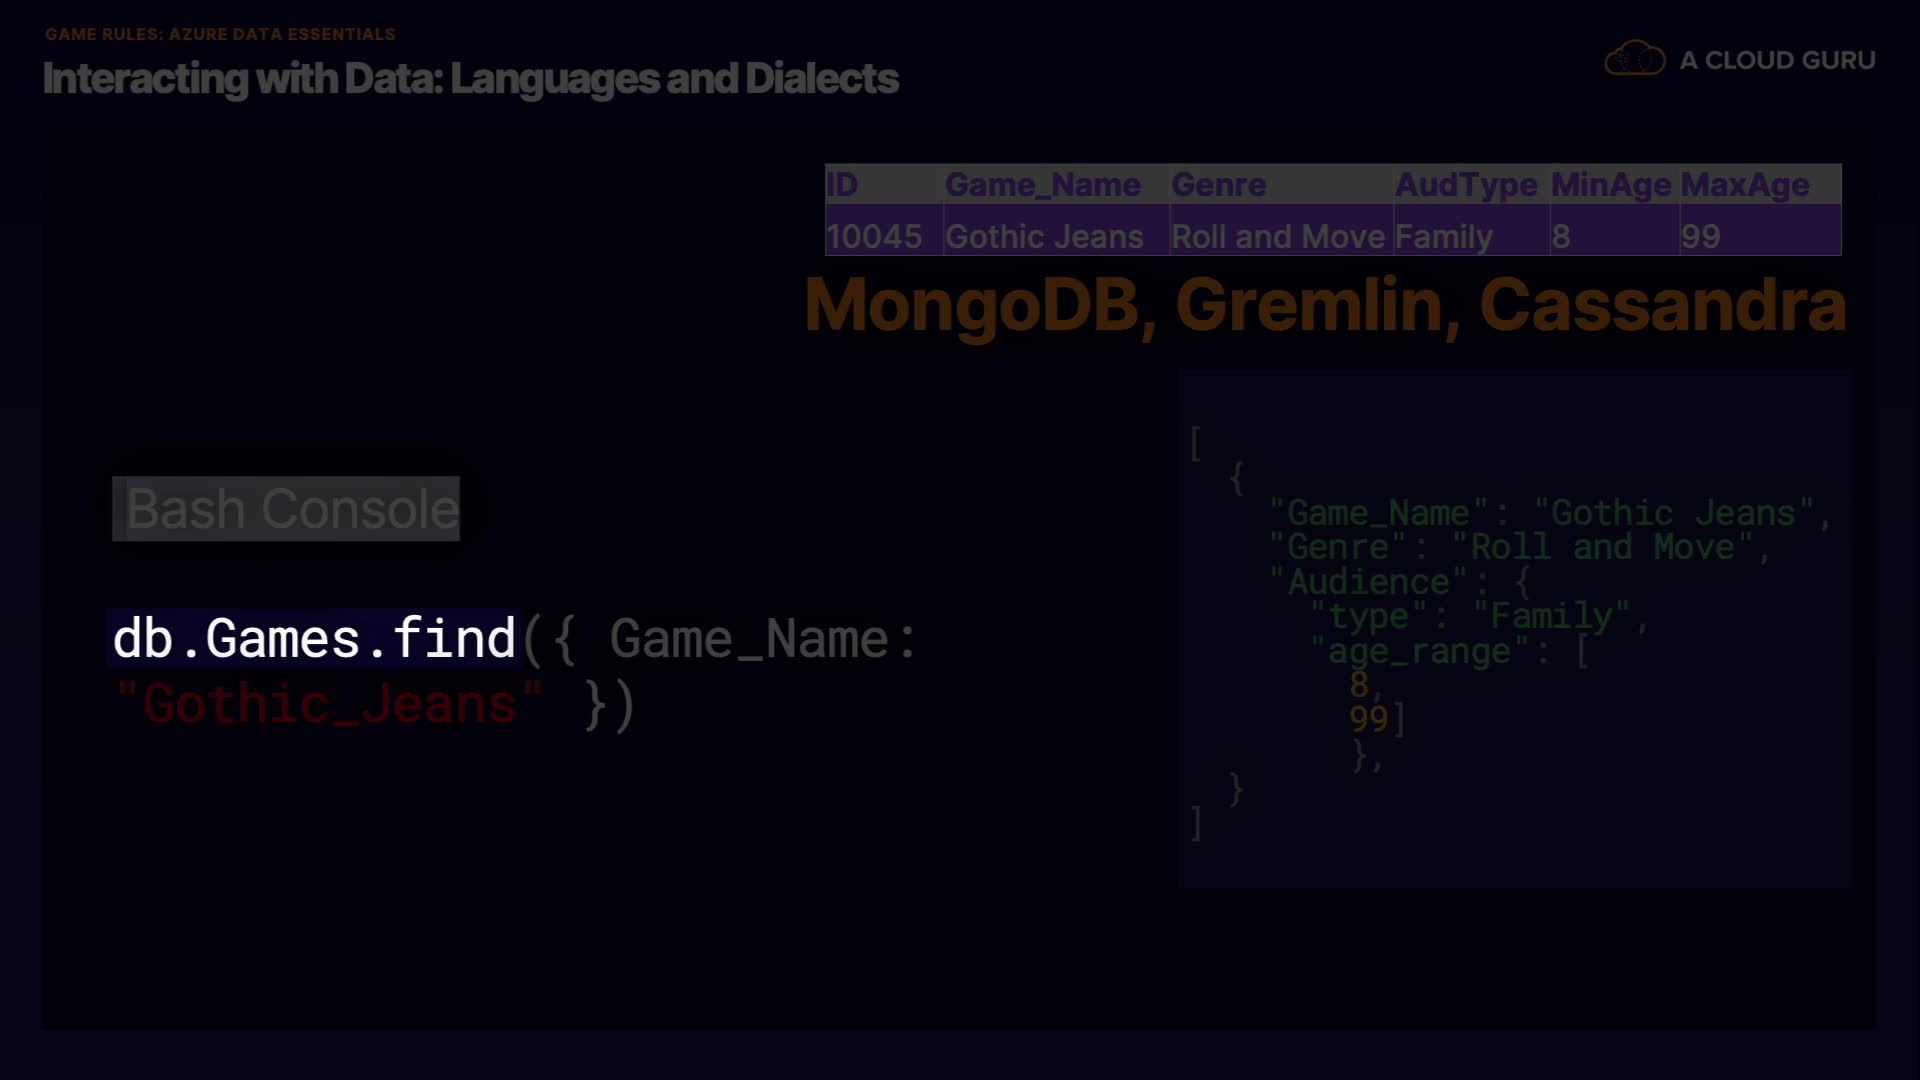 GAME RULES: AZURE DATA ESSENTIALS
Interacting with Data: Languages and Dialects
A CLOUD GURU
ID Game_Name Genre AudType MinAge MaxAge
10045 Gothic Jeans Roll and Move Family 8 99
MongoDB, Gremlin, Cassandra
Bash Console
db.Games.find({ Game_Name:
"Gothic_Jeans" })
[
{
"Game_Name": "Gothic Jeans",
"Genre": "Roll and Move",
"Audience": {
"type": "Family",
"age_range": [
8,
99]
},
}
]